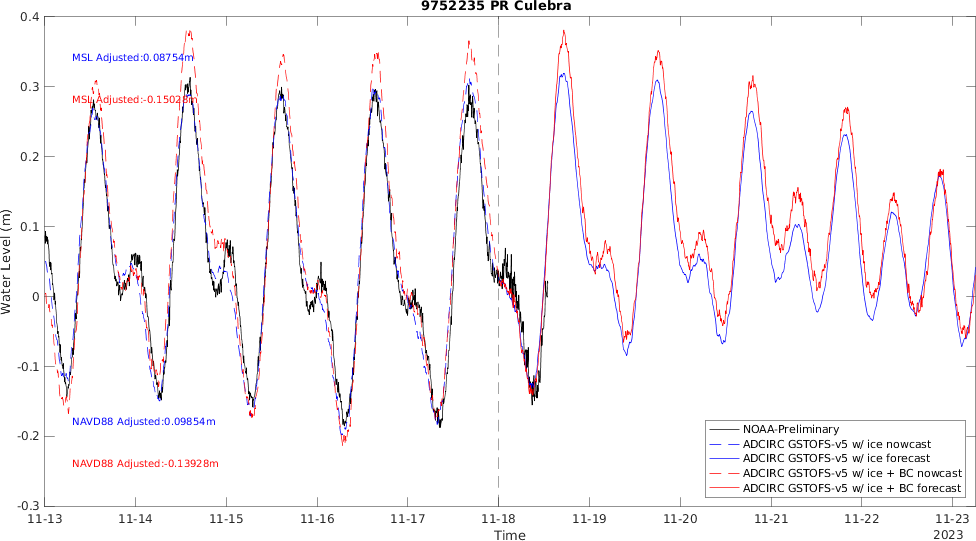 9752235 PR Culebra
0.4
0.3
0.2
0.1
0
-0.1
-0.2
-0.3
Water Level (m)
MSL Adjusted:0.08754m
MSL Adjusted:-0.15028m
NAVD88 Adjusted:0.09854m
NAVD88 Adjusted:-0.13928m
NOAA-Preliminary
ADCIRC GSTOFS-v5 w/ ice nowcast
ADCIRC GSTOFS-v5 w/ ice forecast
ADCIRC GSTOFS-v5 w/ ice + BC nowcast
ADCIRC GSTOFS-v5 w/ ice + BC forecast
11-13 11-14 11-15 11-16 11-17 11-18 11-19 11-20 11-21 11-22 11-23
Time
2023